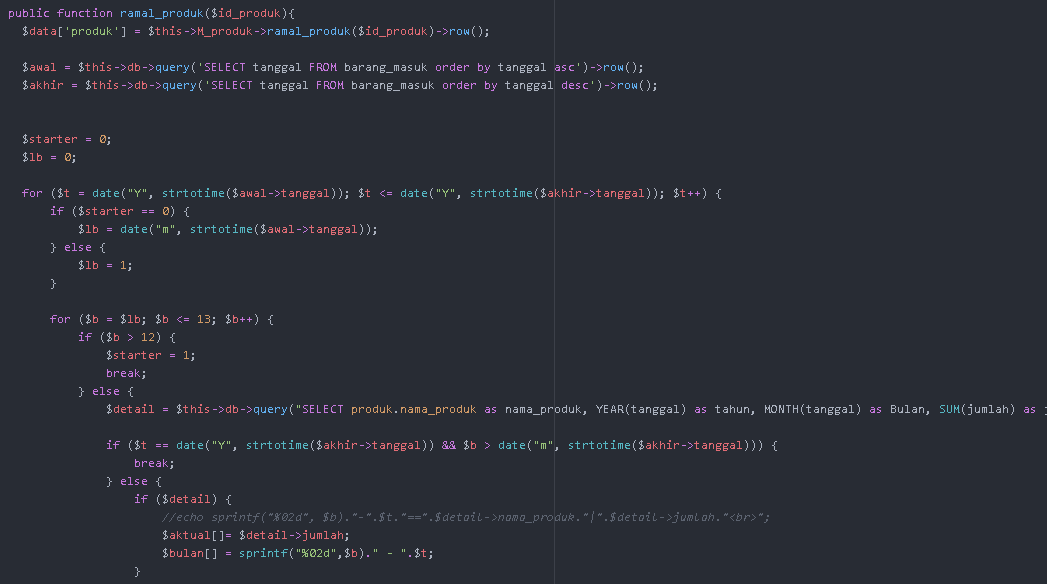 public function ramal_produk($id_produk){
$data['produk'] = $this->M_produk->ramal_produk($id_produk)->row();
$awal = $this->db->query('SELECT tanggal FROM barang_masuk order by tanggal asc')->row();
$akhir = $this->db->query('SELECT tanggal FROM barang_masuk order by tanggal desc')->row();
$starter = 0;
$lb = 0;
for ($t = date("Y", strtotime($awal->tanggal)); $t <= date("Y", strtotime($akhir->tanggal)); $t++) {
if ($starter == 0) {
$lb = date("m", strtotime($awal->tanggal));
} else {
$lb = 1;
}
for ($b = $lb; $b <= 13; $b++) {
if ($b > 12) {
$starter = 1;
break;
} else {
$detail = $this->db->query("SELECT produk.nama_produk as nama_produk, YEAR(tanggal) as tahun, MONTH(tanggal) as Bulan, SUM(jumlah) as
if ($t == date("Y", strtotime($akhir->tanggal)) && $b > date("m", strtotime($akhir->tanggal))) {
break;
} else {
if ($detail) {
//echo sprintf("%02d", $b)."-".$t."==".$detail->nama_produk."|".$detail->jumlah."<br>";
$aktual[]= $detail->jumlah;
$bulan[] = sprintf("%02d",$b)." - ".$t;
}